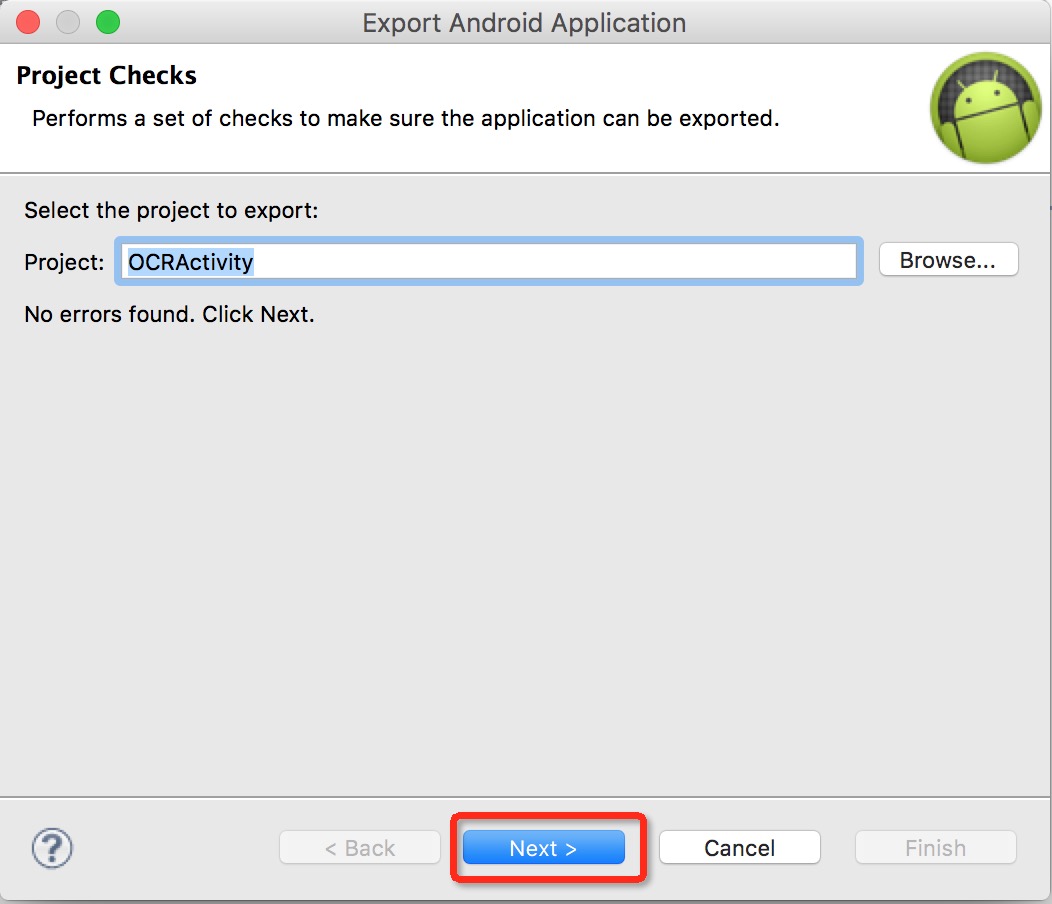 Export Android Application
Project Checks
Performs a set of checks to make sure the application can be exported.
Select the project to export:
Project: OCRActivity Browse...
No errors found. Click Next.
? < Back Next > Cancel Finish